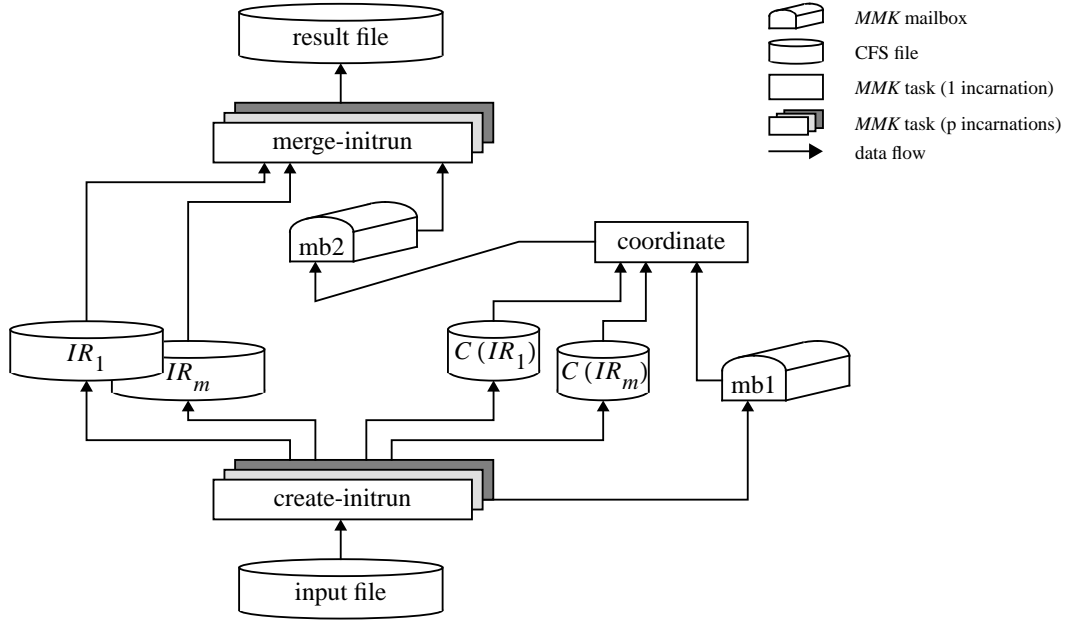 result file
MMK mailbox
CFS file
MMK task (1 incarnation)
MMK task (p incarnations)
data flow
merge-initrun
mb2
coordinate
IR1
IRm
C (IR1)
C (IRm)
mb1
create-initrun
input file